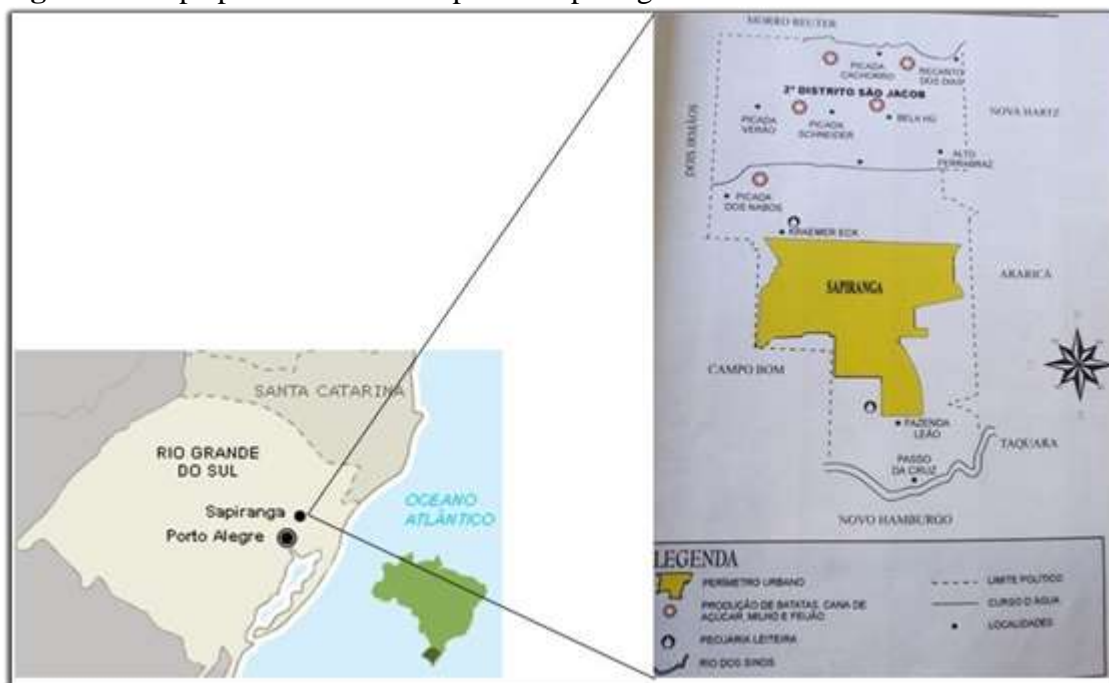 SANTA CATARINA
RIO GRANDE
DO SUL
Sapiranga
Porto Alegre
OCEANO
ATLÂNTICO
MORRO REUTER
PICADA
CACHORRO
RECANTO
DOS DIAS
2º DISTRITO SÃO JACOB
PICADA
VERÃO
PICADA
SCHNEIDER
BELA HÚ
NOVA HARTZ
DOIS IRMÃOS
ALTO
FERRABRAZ
PICADA
DOS NABOS
KRAEMER ECK
SAPIRANGA
ARARICÁ
CAMPO BOM
FAZENDA
LEÃO
TAQUARA
PASSO
DA CRUZ
NOVO HAMBURGO
LEGENDA
PERÍMETRO URBANO
PRODUÇÃO DE BATATAS, CANA DE
AÇÚCAR, MILHO E FEIJÃO
PECUÁRIA LEITEIRA
RIO DOS SINOS
LIMITE POLÍTICO
CURSO D'ÁGUA
LOCALIDADES